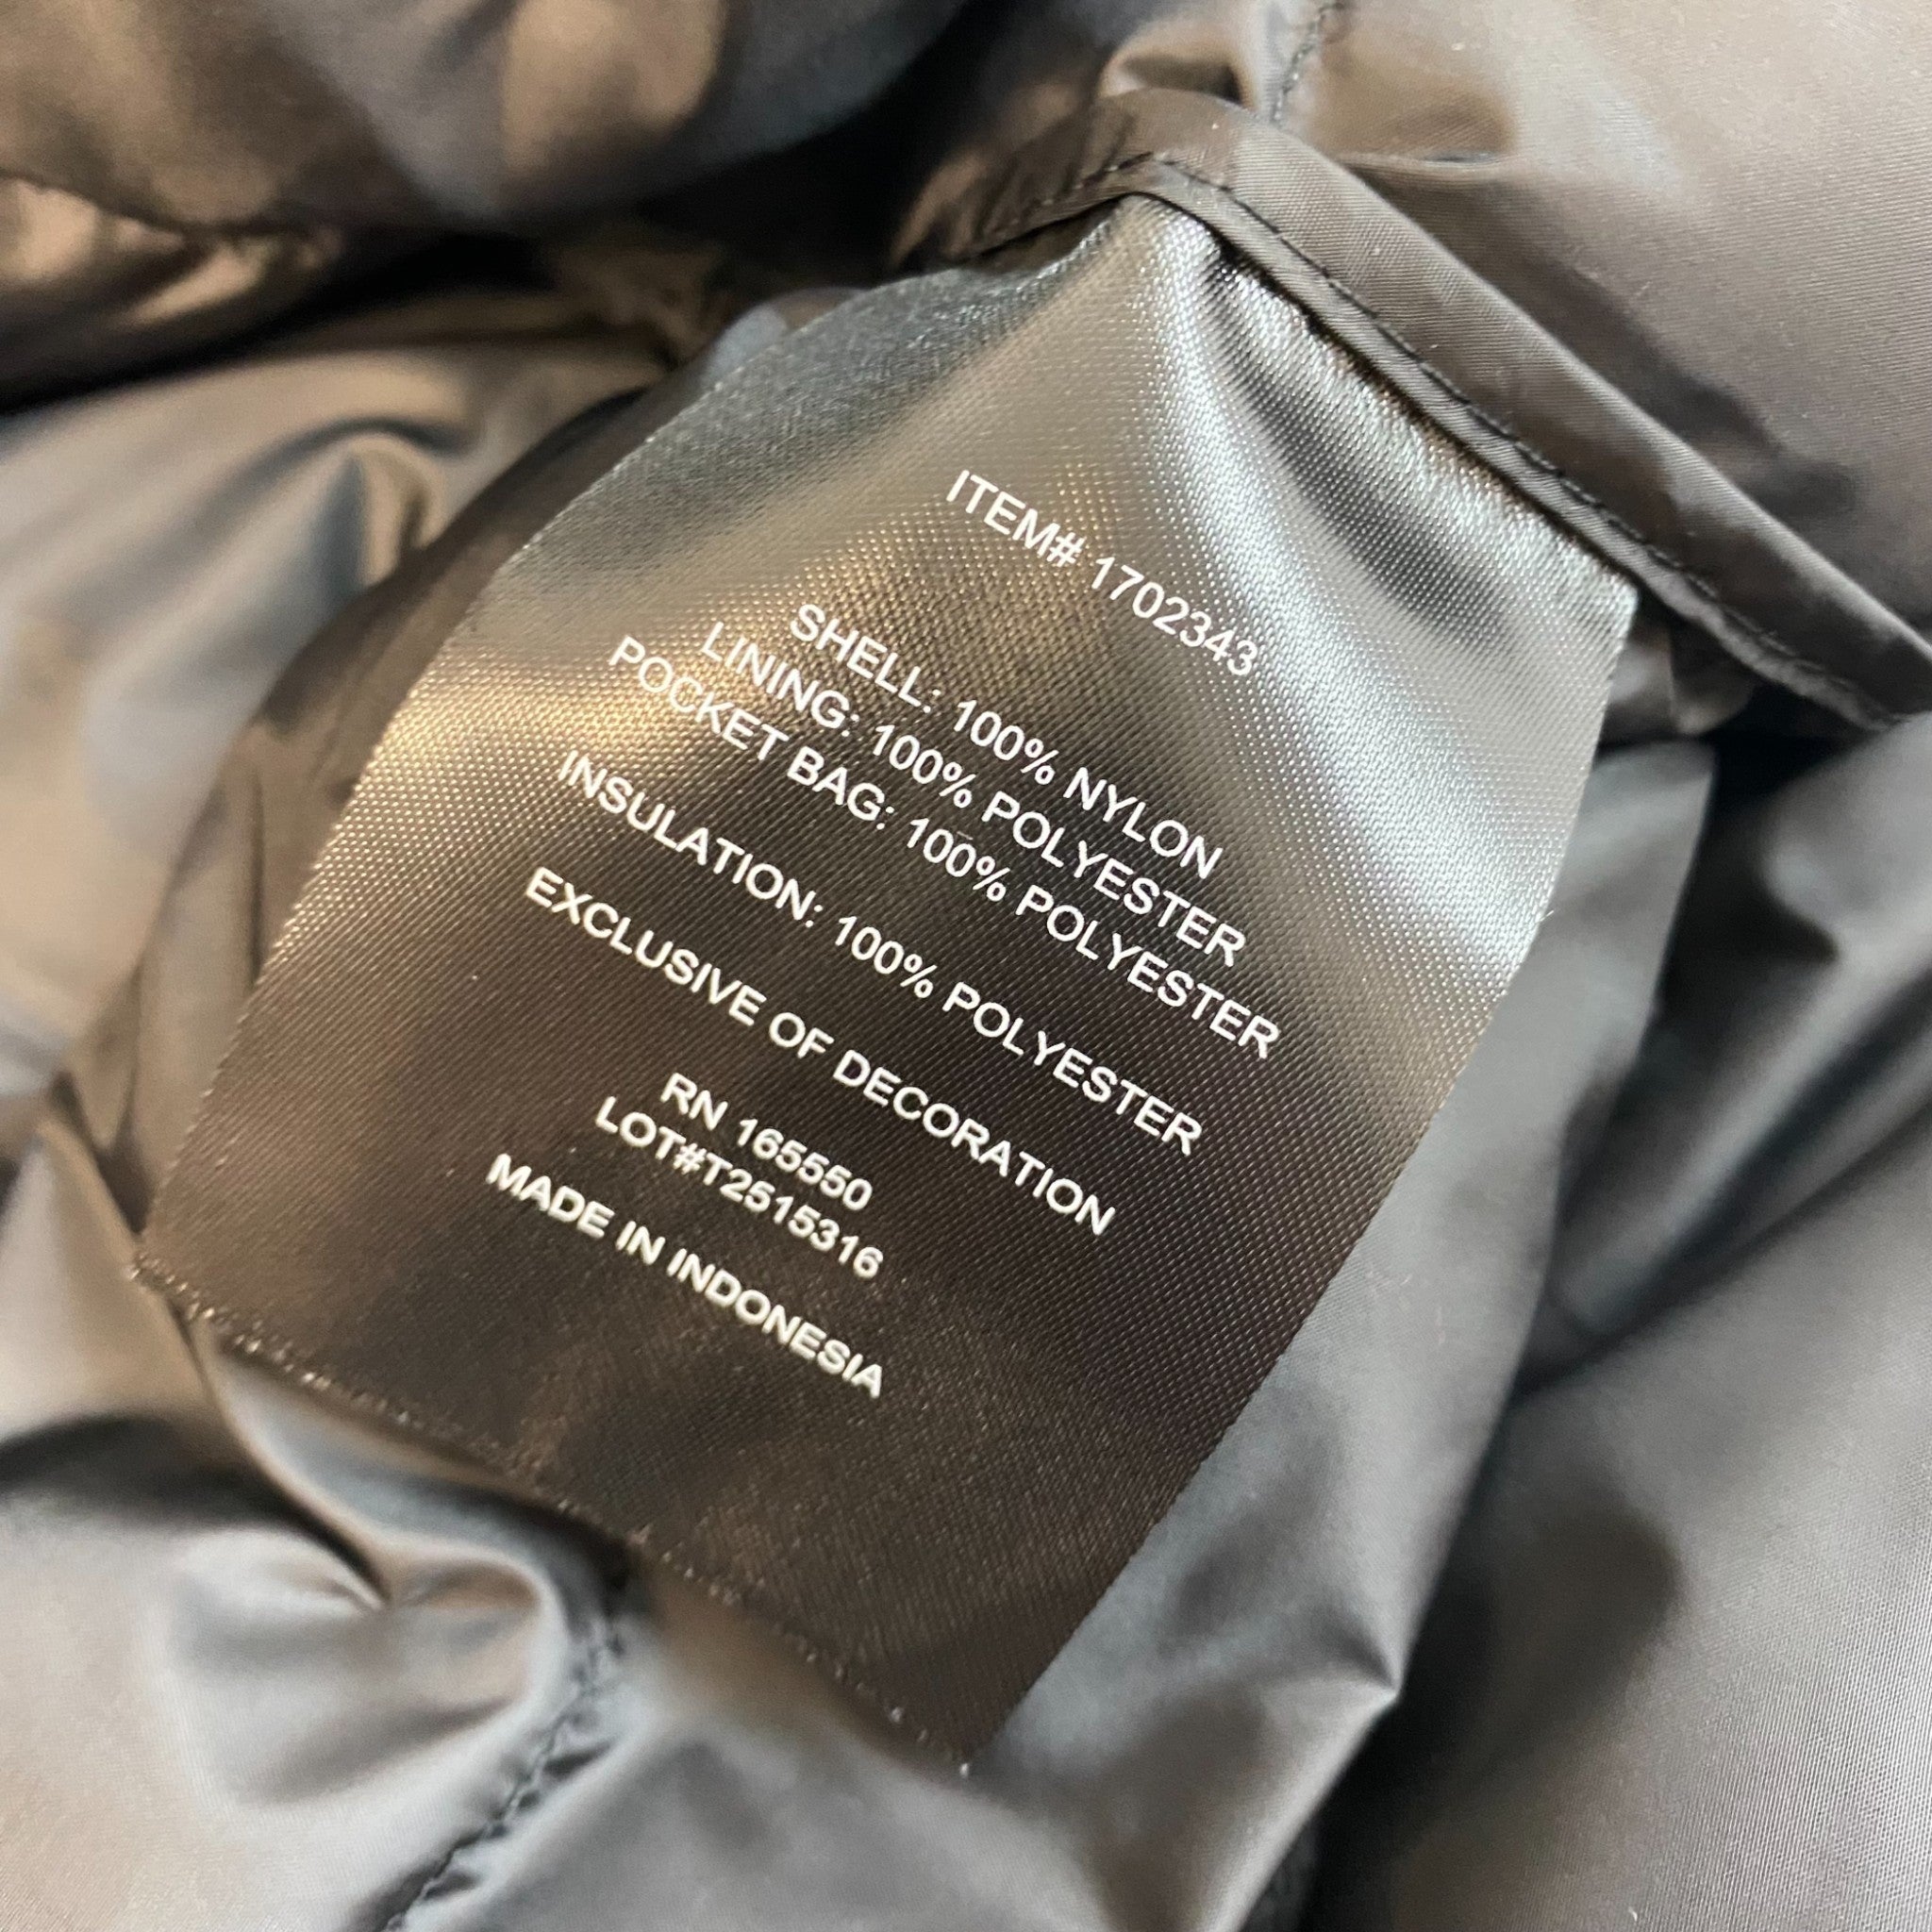 ITEM# 1702343
SHELL: 100% NYLON
LINING: 100% POLYESTER
POCKET BAG: 100% POLYESTER
INSULATION: 100% POLYESTER
EXCLUSIVE OF DECORATION
RN 165550
LOT#T2515316
MADE IN INDONESIA